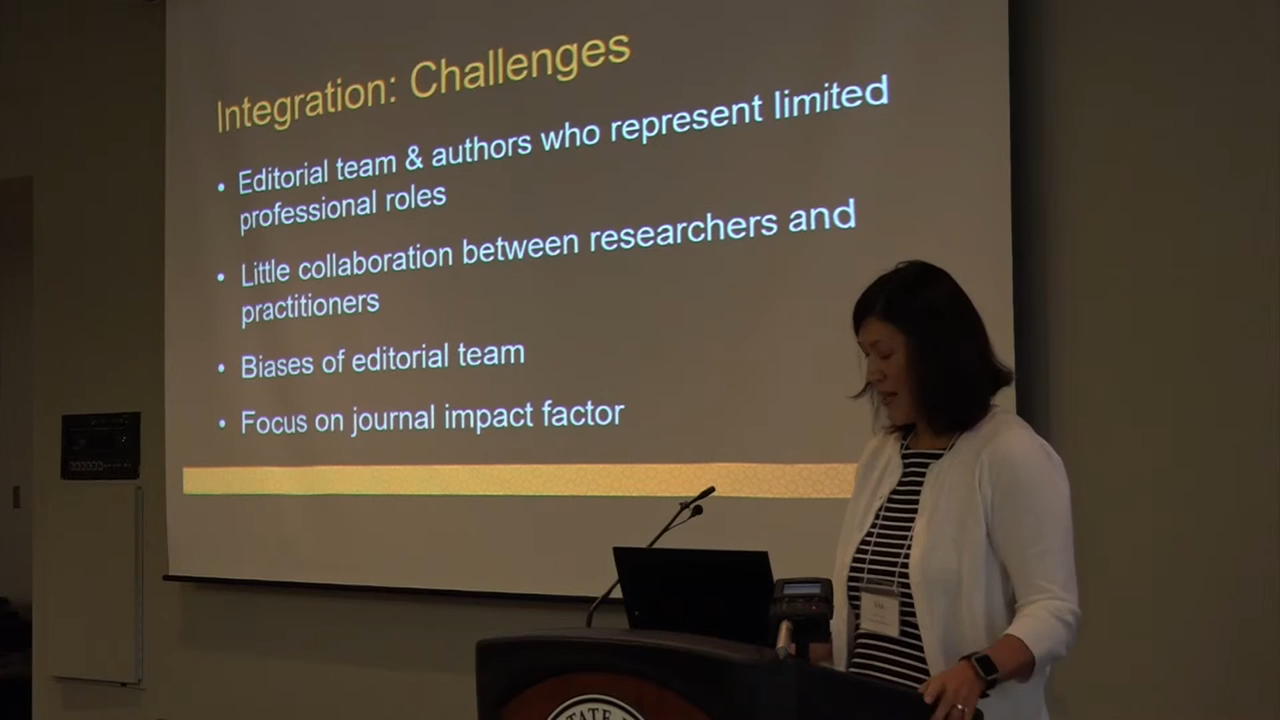 Integration: Challenges
• Editorial team & authors who represent limited
professional roles
• Little collaboration between researchers and
practitioners
• Biases of editorial team
• Focus on journal impact factor
STATE